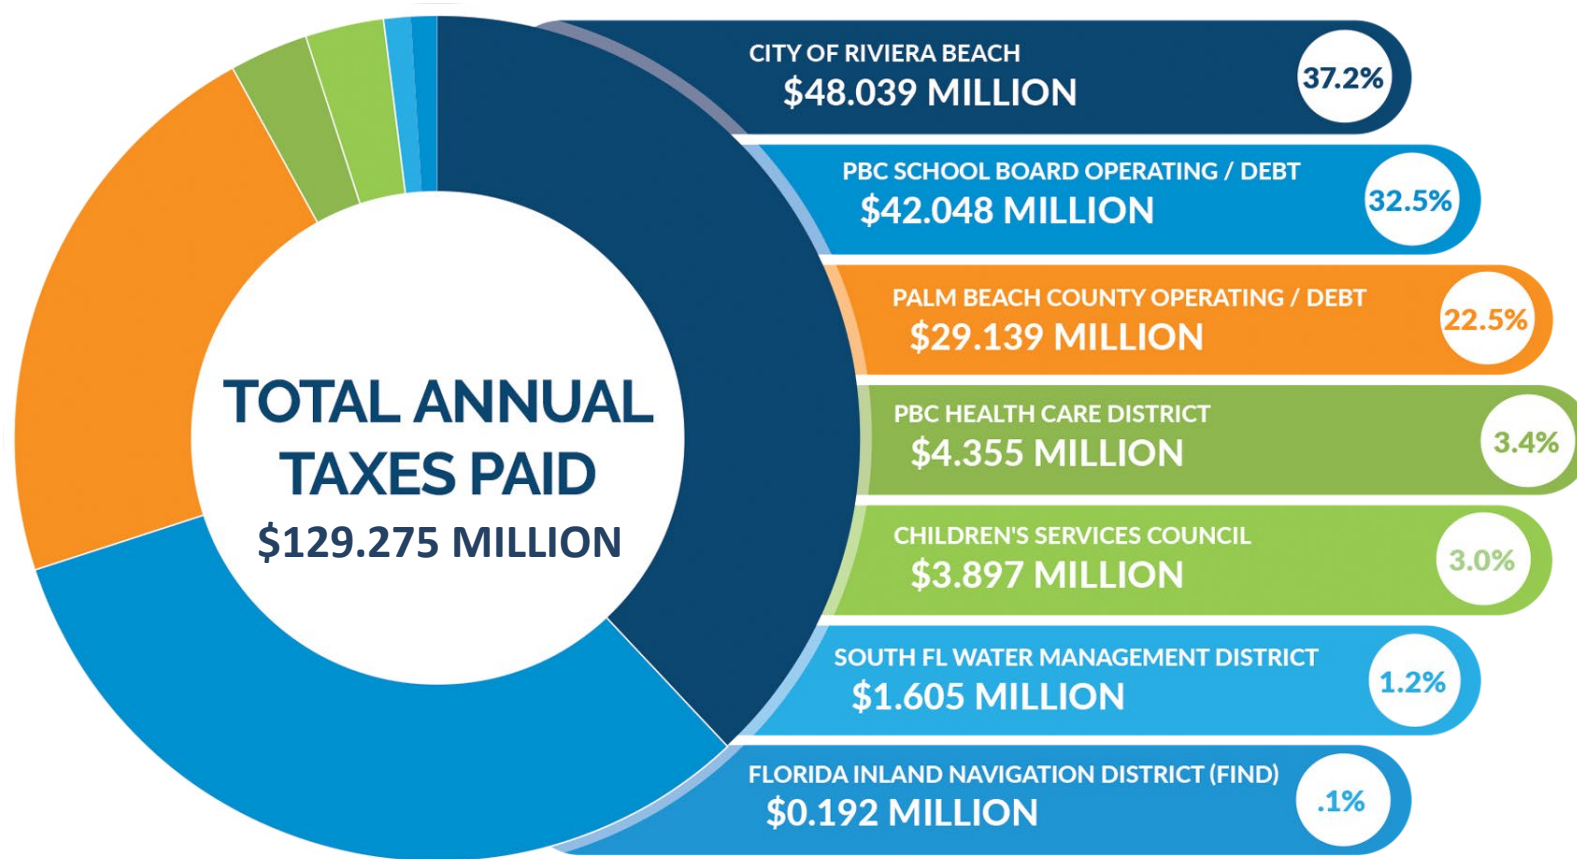 TOTAL ANNUAL
TAXES PAID
$129.275 MILLION
CITY OF RIVIERA BEACH
$48.039 MILLION
37.2%
PBC SCHOOL BOARD OPERATING / DEBT
$42.048 MILLION
32.5%
PALM BEACH COUNTY OPERATING / DEBT
$29.139 MILLION
22.5%
PBC HEALTH CARE DISTRICT
$4.355 MILLION
3.4%
CHILDREN'S SERVICES COUNCIL
$3.897 MILLION
3.0%
SOUTH FL WATER MANAGEMENT DISTRICT
$1.605 MILLION
1.2%
FLORIDA INLAND NAVIGATION DISTRICT (FIND)
$0.192 MILLION
.1%